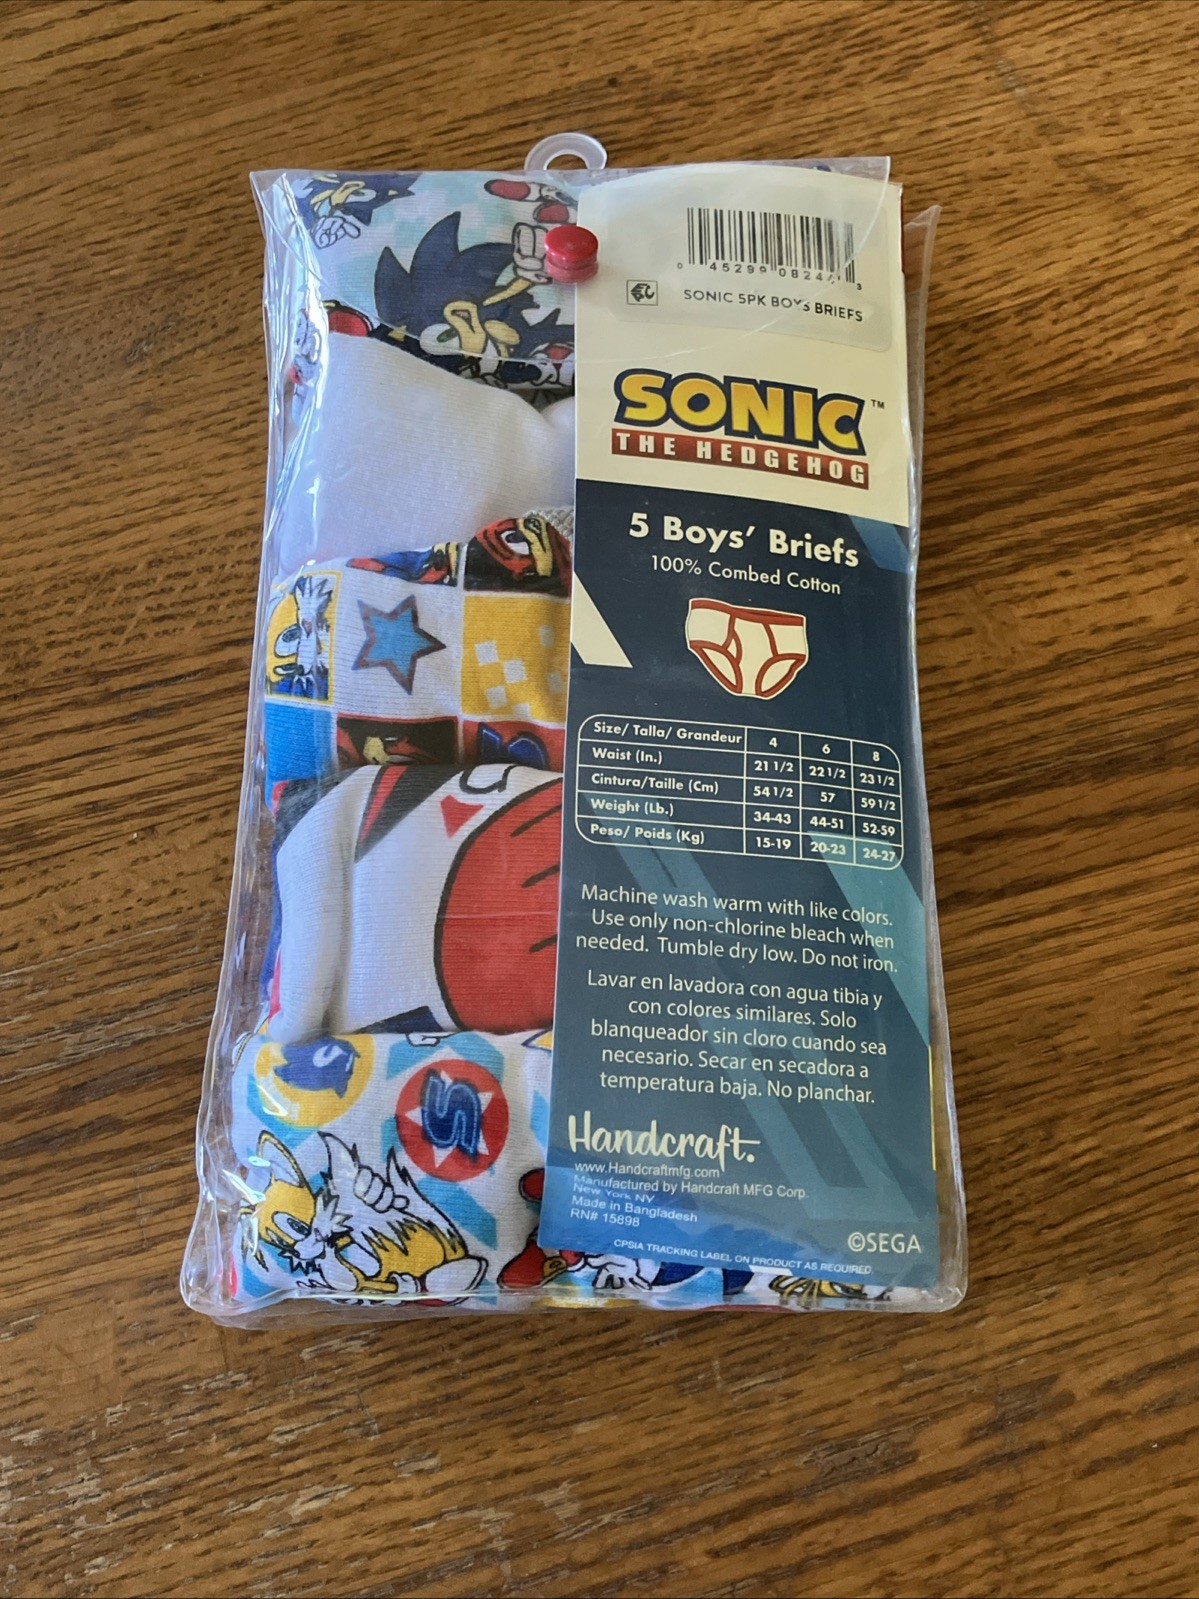 0 45299 0824 3
SONIC 5PK BOYS BRIEFS
SONIC™
THE HEDGEHOG
5 Boys' Briefs
100% Combed Cotton
Size/ Talla/ Grandeur 4 6 8
Waist (In.) 21 1/2 22 1/2 23 1/2
Cintura/Taille (Cm) 54 1/2 57 59 1/2
Weight (Lb.) 34-43 44-51 52-59
Peso/ Poids (Kg) 15-19 20-23 24-27
Machine wash warm with like colors.
Use only non-chlorine bleach when
needed. Tumble dry low. Do not iron.
Lavar en lavadora con agua tibia y
con colores similares. Solo
blanqueador sin cloro cuando sea
necesario. Secar en secadora a
temperatura baja. No planchar.
Handcraft.
www.Handcraftmfg.com
Manufactured by Handcraft MFG Corp.
New York NY
Made in Bangladesh
RN# 15898
©SEGA
CPSIA TRACKING LABEL ON PRODUCT AS REQUIRED.
S